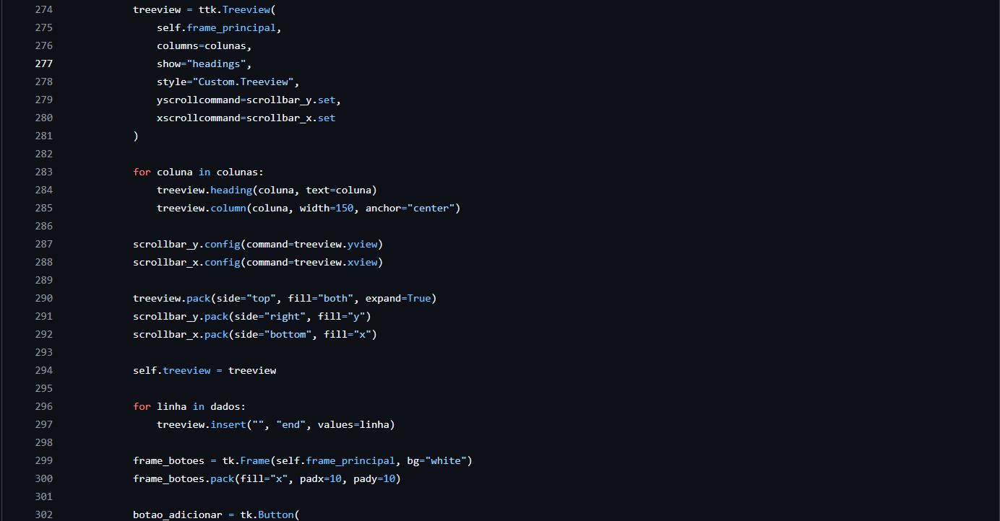 274 treeview = ttk.Treeview(
275 self.frame_principal,
276 columns=colunas,
277 show="headings",
278 style="Custom.Treeview",
279 yscrollcommand=scrollbar_y.set,
280 xscrollcommand=scrollbar_x.set
281 )
282
283 for coluna in colunas:
284 treeview.heading(coluna, text=coluna)
285 treeview.column(coluna, width=150, anchor="center")
286
287 scrollbar_y.config(command=treeview.yview)
288 scrollbar_x.config(command=treeview.xview)
289
290 treeview.pack(side="top", fill="both", expand=True)
291 scrollbar_y.pack(side="right", fill="y")
292 scrollbar_x.pack(side="bottom", fill="x")
293
294 self.treeview = treeview
295
296 for linha in dados:
297 treeview.insert("", "end", values=linha)
298
299 frame_botoes = tk.Frame(self.frame_principal, bg="white")
300 frame_botoes.pack(fill="x", padx=10, pady=10)
301
302 botao_adicionar = tk.Button(